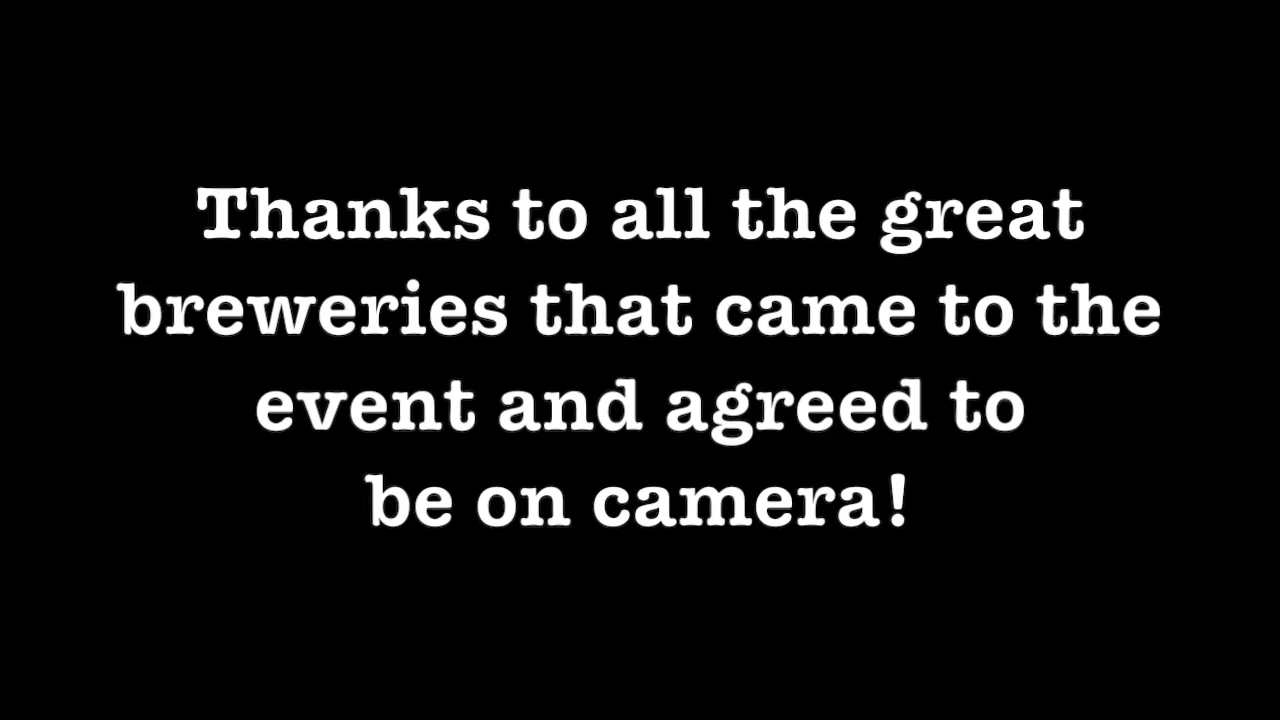 Thanks to all the great
breweries that came to the
event and agreed to
be on camera!